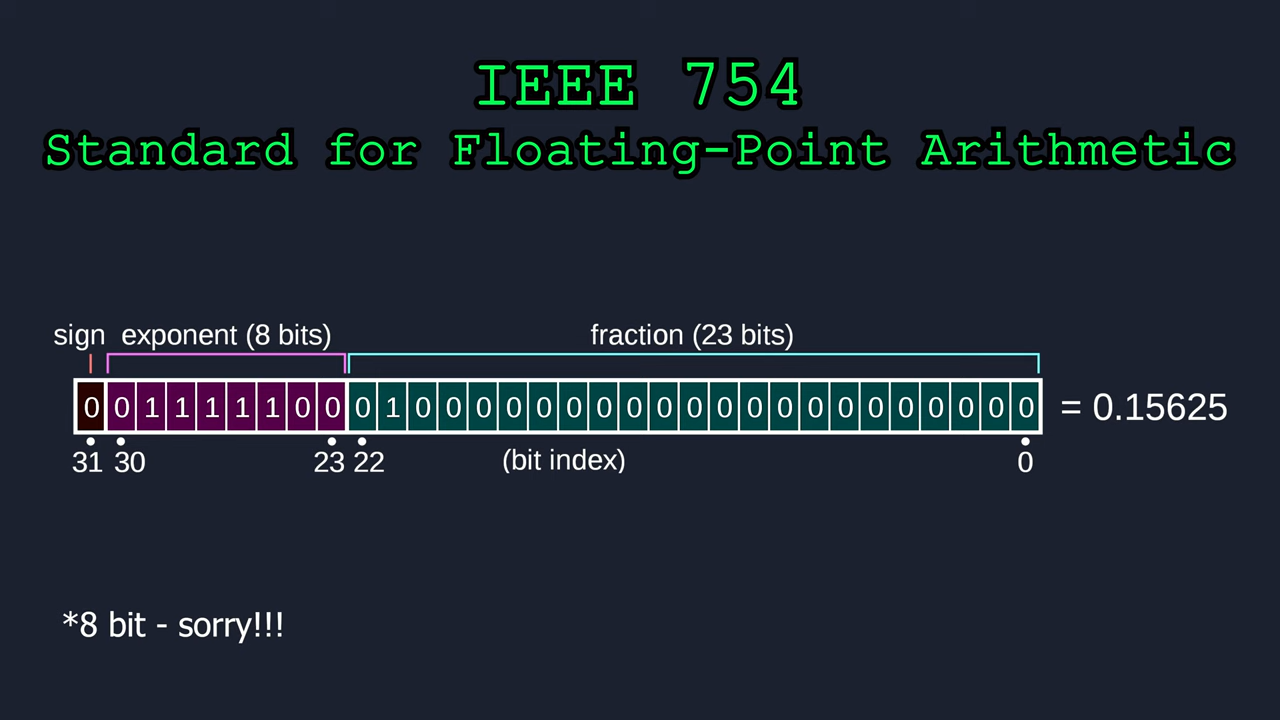 IEEE 754
Standard for Floating-Point Arithmetic
sign exponent (8 bits) fraction (23 bits)
0 0 1 1 1 1 1 0 0 0 1 0 0 0 0 0 0 0 0 0 0 0 0 0 0 0 0 0 0 0 0 0 = 0.15625
31 30 23 22 (bit index) 0
*8 bit - sorry!!!